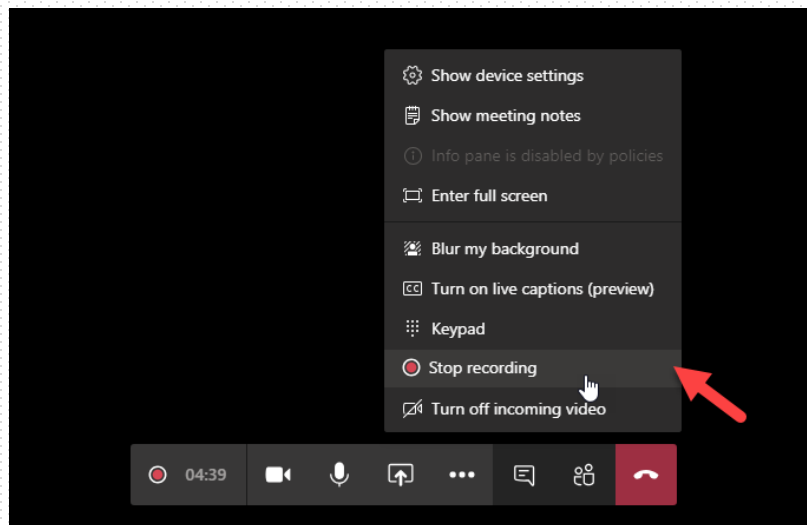 Show device settings
Show meeting notes
Info pane is disabled by policies
Enter full screen
Blur my background
CC Turn on live captions (preview)
Keypad
Stop recording
Turn off incoming video
04:39